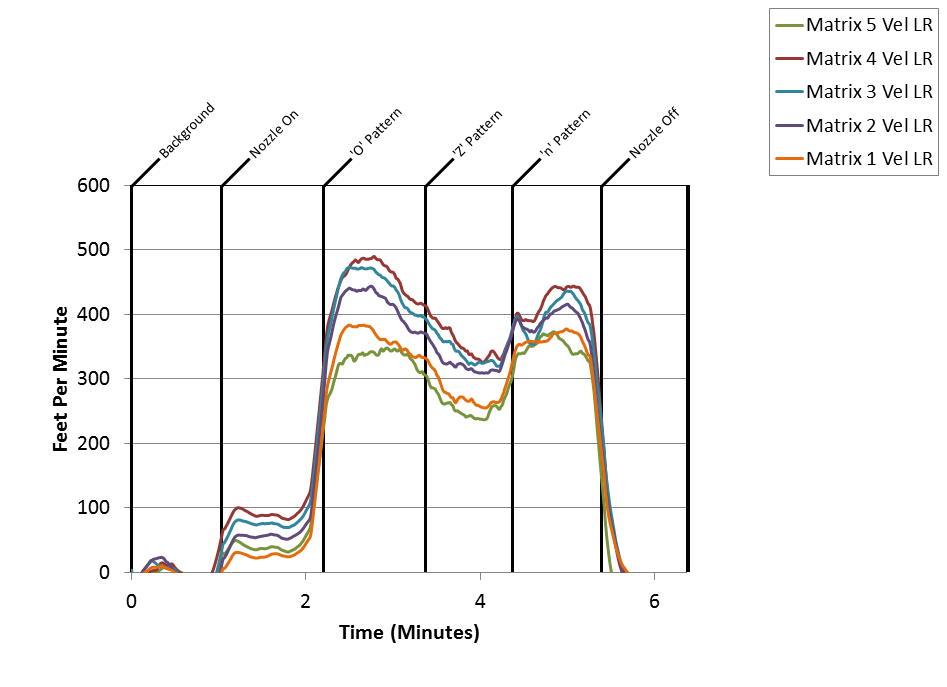 Matrix 5 Vel LR
Matrix 4 Vel LR
Matrix 3 Vel LR
Matrix 2 Vel LR
Matrix 1 Vel LR
Background
Nozzle On
'O' Pattern
'Z' Pattern
'n' Pattern
Nozzle Off
600
500
400
300
200
100
0
Feet Per Minute
0 2 4 6
Time (Minutes)